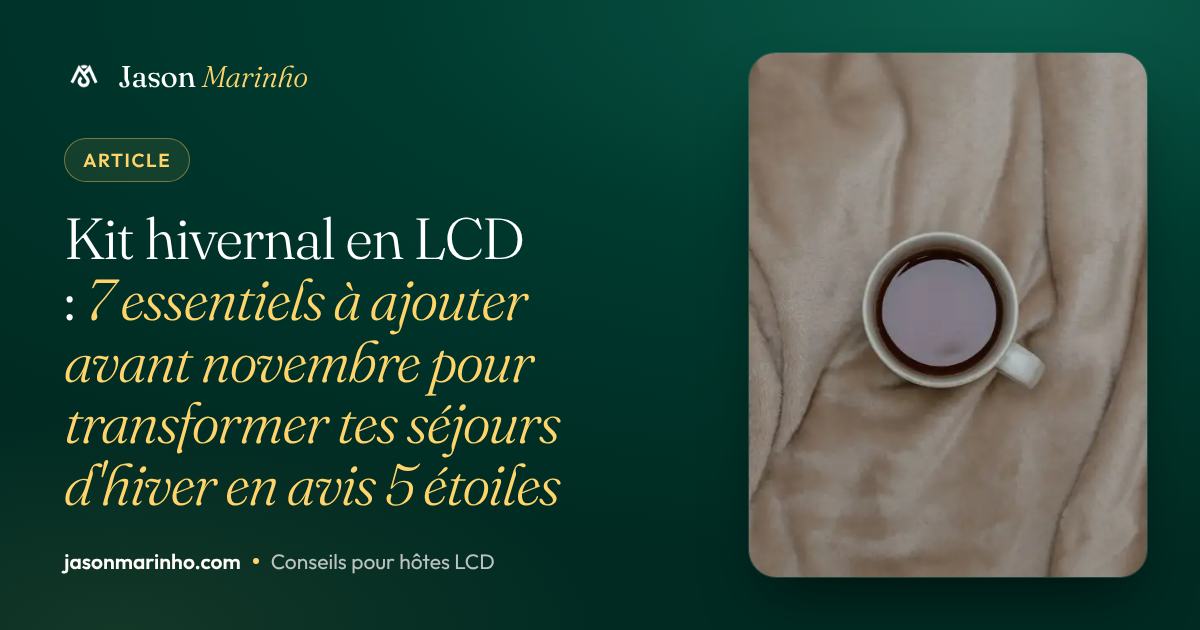 Jason Marinho
ARTICLE
Kit hivernal en LCD
: 7 essentiels à ajouter
avant novembre pour
transformer tes séjours
d'hiver en avis 5 étoiles
jasonmarinho.com • Conseils pour hôtes LCD